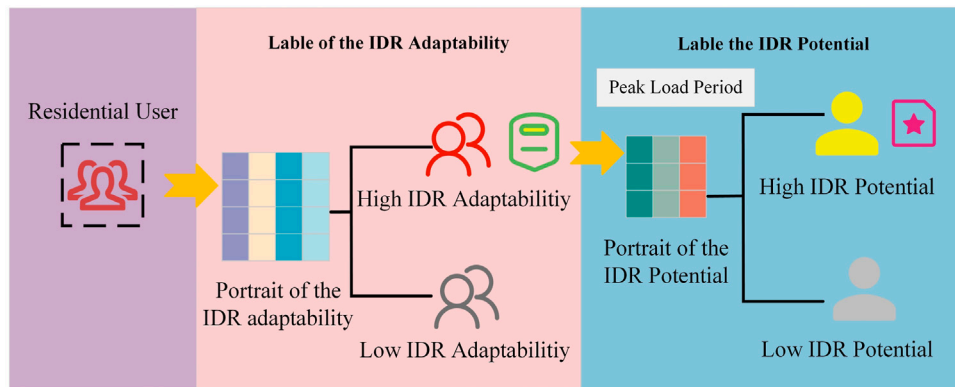 Lable of the IDR Adaptability
Lable the IDR Potential
Residential User
Peak Load Period
High IDR Adaptabilitiy
High IDR Potential
Portrait of the
IDR adaptability
Portrait of the
IDR Potential
Low IDR Adaptabilitiy
Low IDR Potential